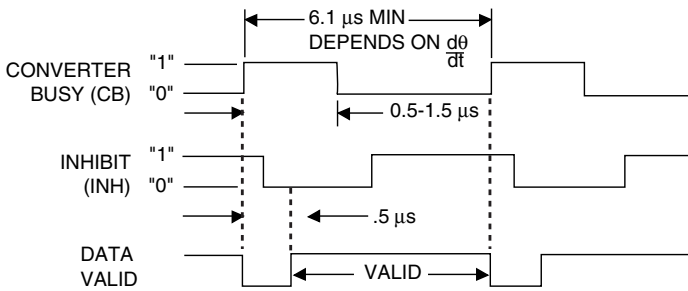 6.1 µs MIN
DEPENDS ON dθ/dt
CONVERTER
BUSY (CB)
"1"
"0"
0.5-1.5 µs
INHIBIT
(INH)
"1"
"0"
.5 µs
DATA
VALID
VALID